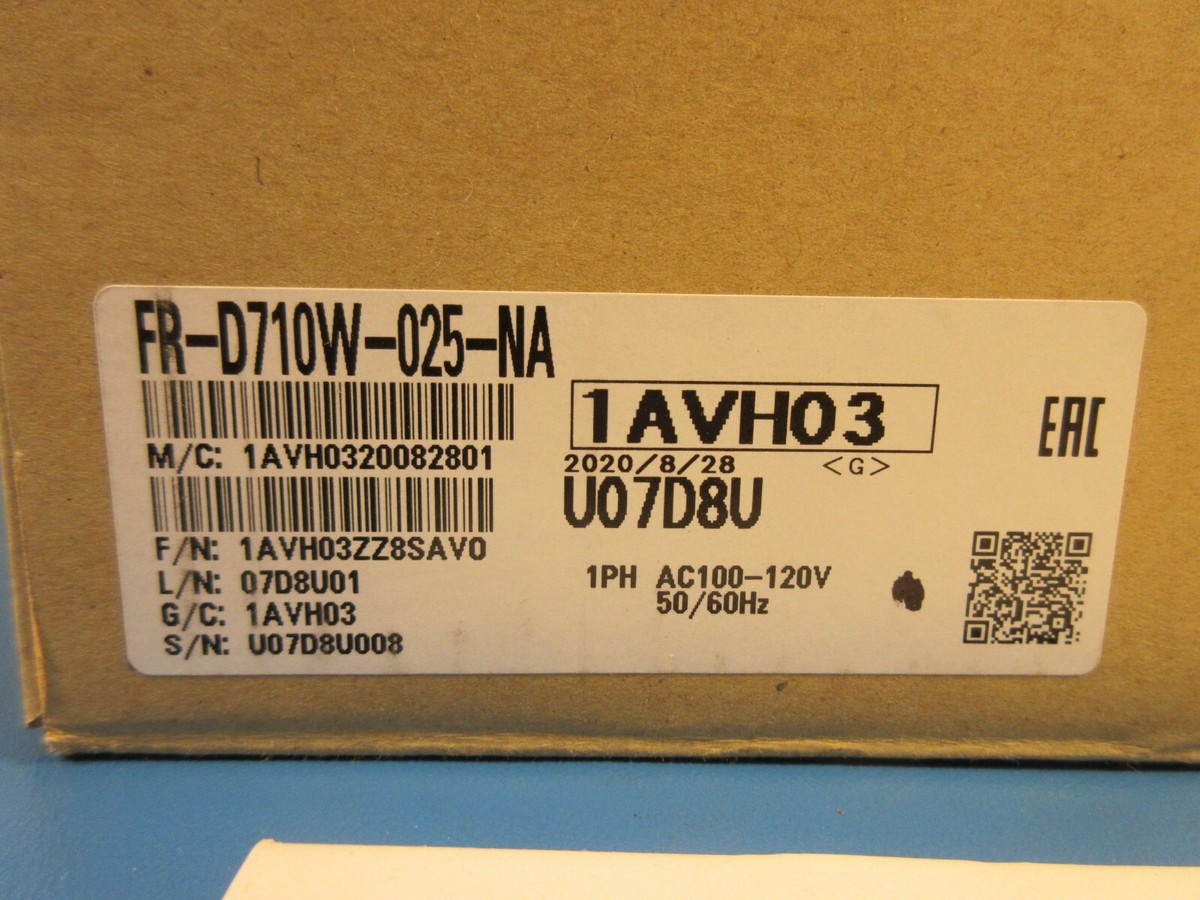 FR-D710W-025-NA
M/C: 1AVH0320082801
F/N: 1AVH03ZZ8SAV0
L/N: 07D8U01
G/C: 1AVH03
S/N: U07D8U008
1AVH03
2020/8/28 <G>
U07D8U
1PH AC100-120V
50/60Hz
EAC